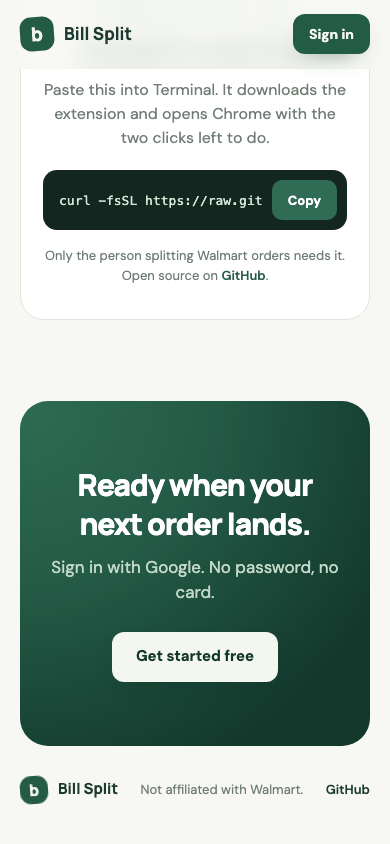 b Bill Split
Sign in
Paste this into Terminal. It downloads the
extension and opens Chrome with the
two clicks left to do.
curl -fsSL https://raw.git
Copy
Only the person splitting Walmart orders needs it.
Open source on GitHub.
Ready when your
next order lands.
Sign in with Google. No password, no
card.
Get started free
b Bill Split
Not affiliated with Walmart.
GitHub